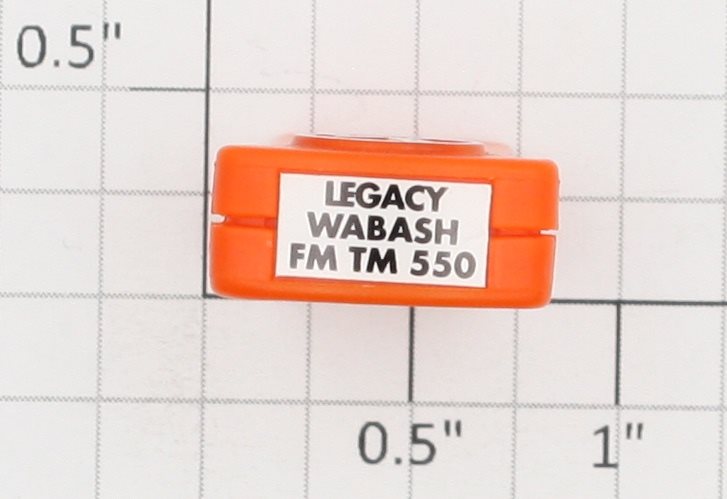 0.5"
LEGACY
WABASH
FM TM 550
0.5" 1"